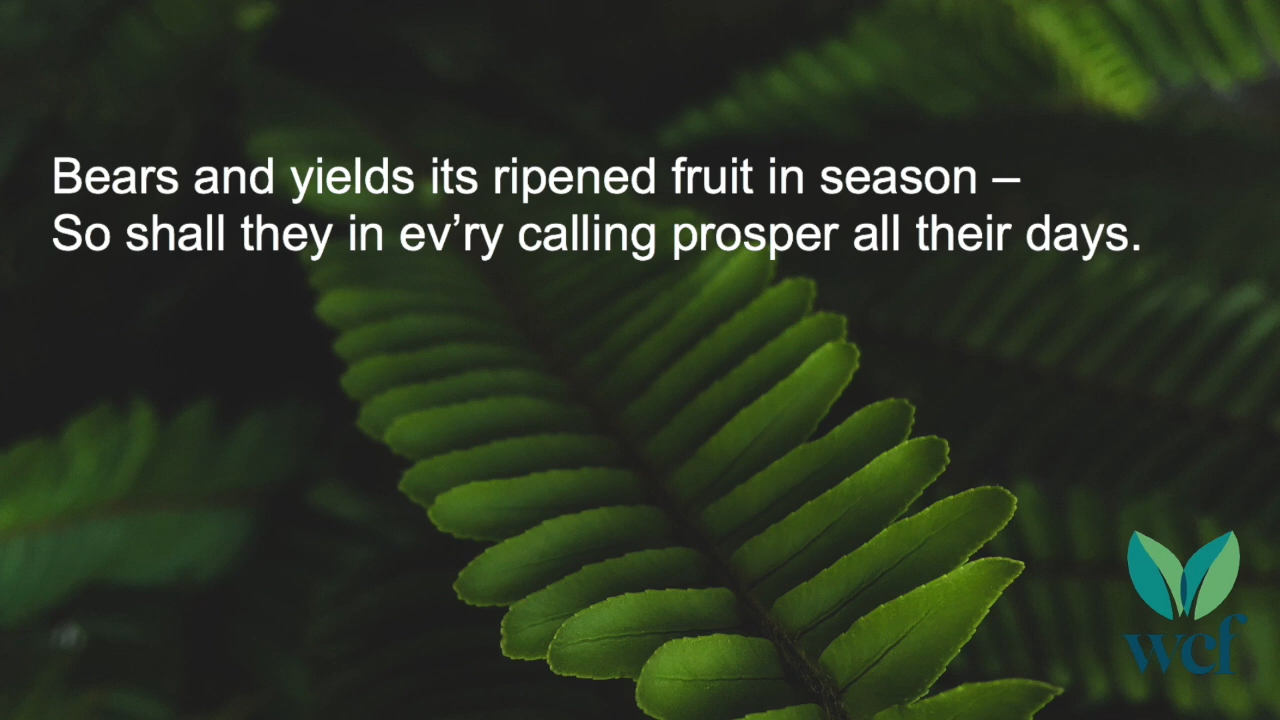 Bears and yields its ripened fruit in season –
So shall they in ev’ry calling prosper all their days.
wcf